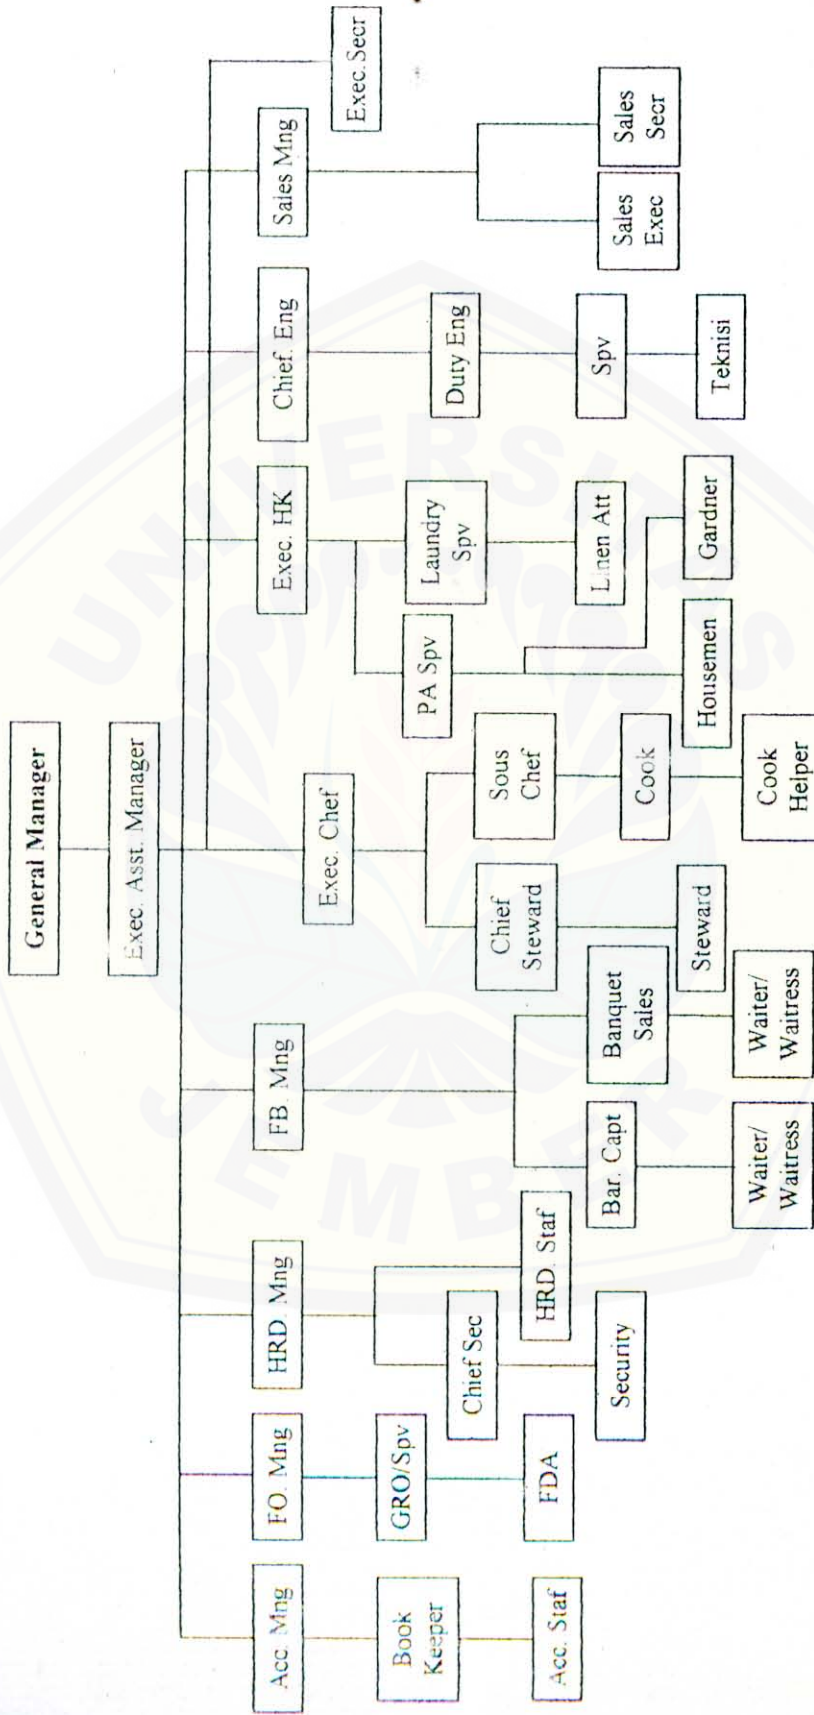 General Manager
Exec. Asst. Manager
Exec.Secr
Acc. Mng
FO. Mng
HRD. Mng
FB. Mng
Exec. Chef
Exec. HK
Chief. Eng
Sales Mng
Book
Keeper
GRO/Spv
Chief Sec
HRD. Staf
Bar. Capt
Banquet
Sales
Chief
Steward
Sous
Chef
PA Spv
Laundry
Spv
Duty Eng
Sales
Exec
Sales
Secr
Acc. Staf
FDA
Security
Waiter/
Waitress
Waiter/
Waitress
Steward
Cook
Cook
Helper
Housemen
Gardner
Linen Att
Spv
Teknisi
UNIVERSITAS
JEMBER